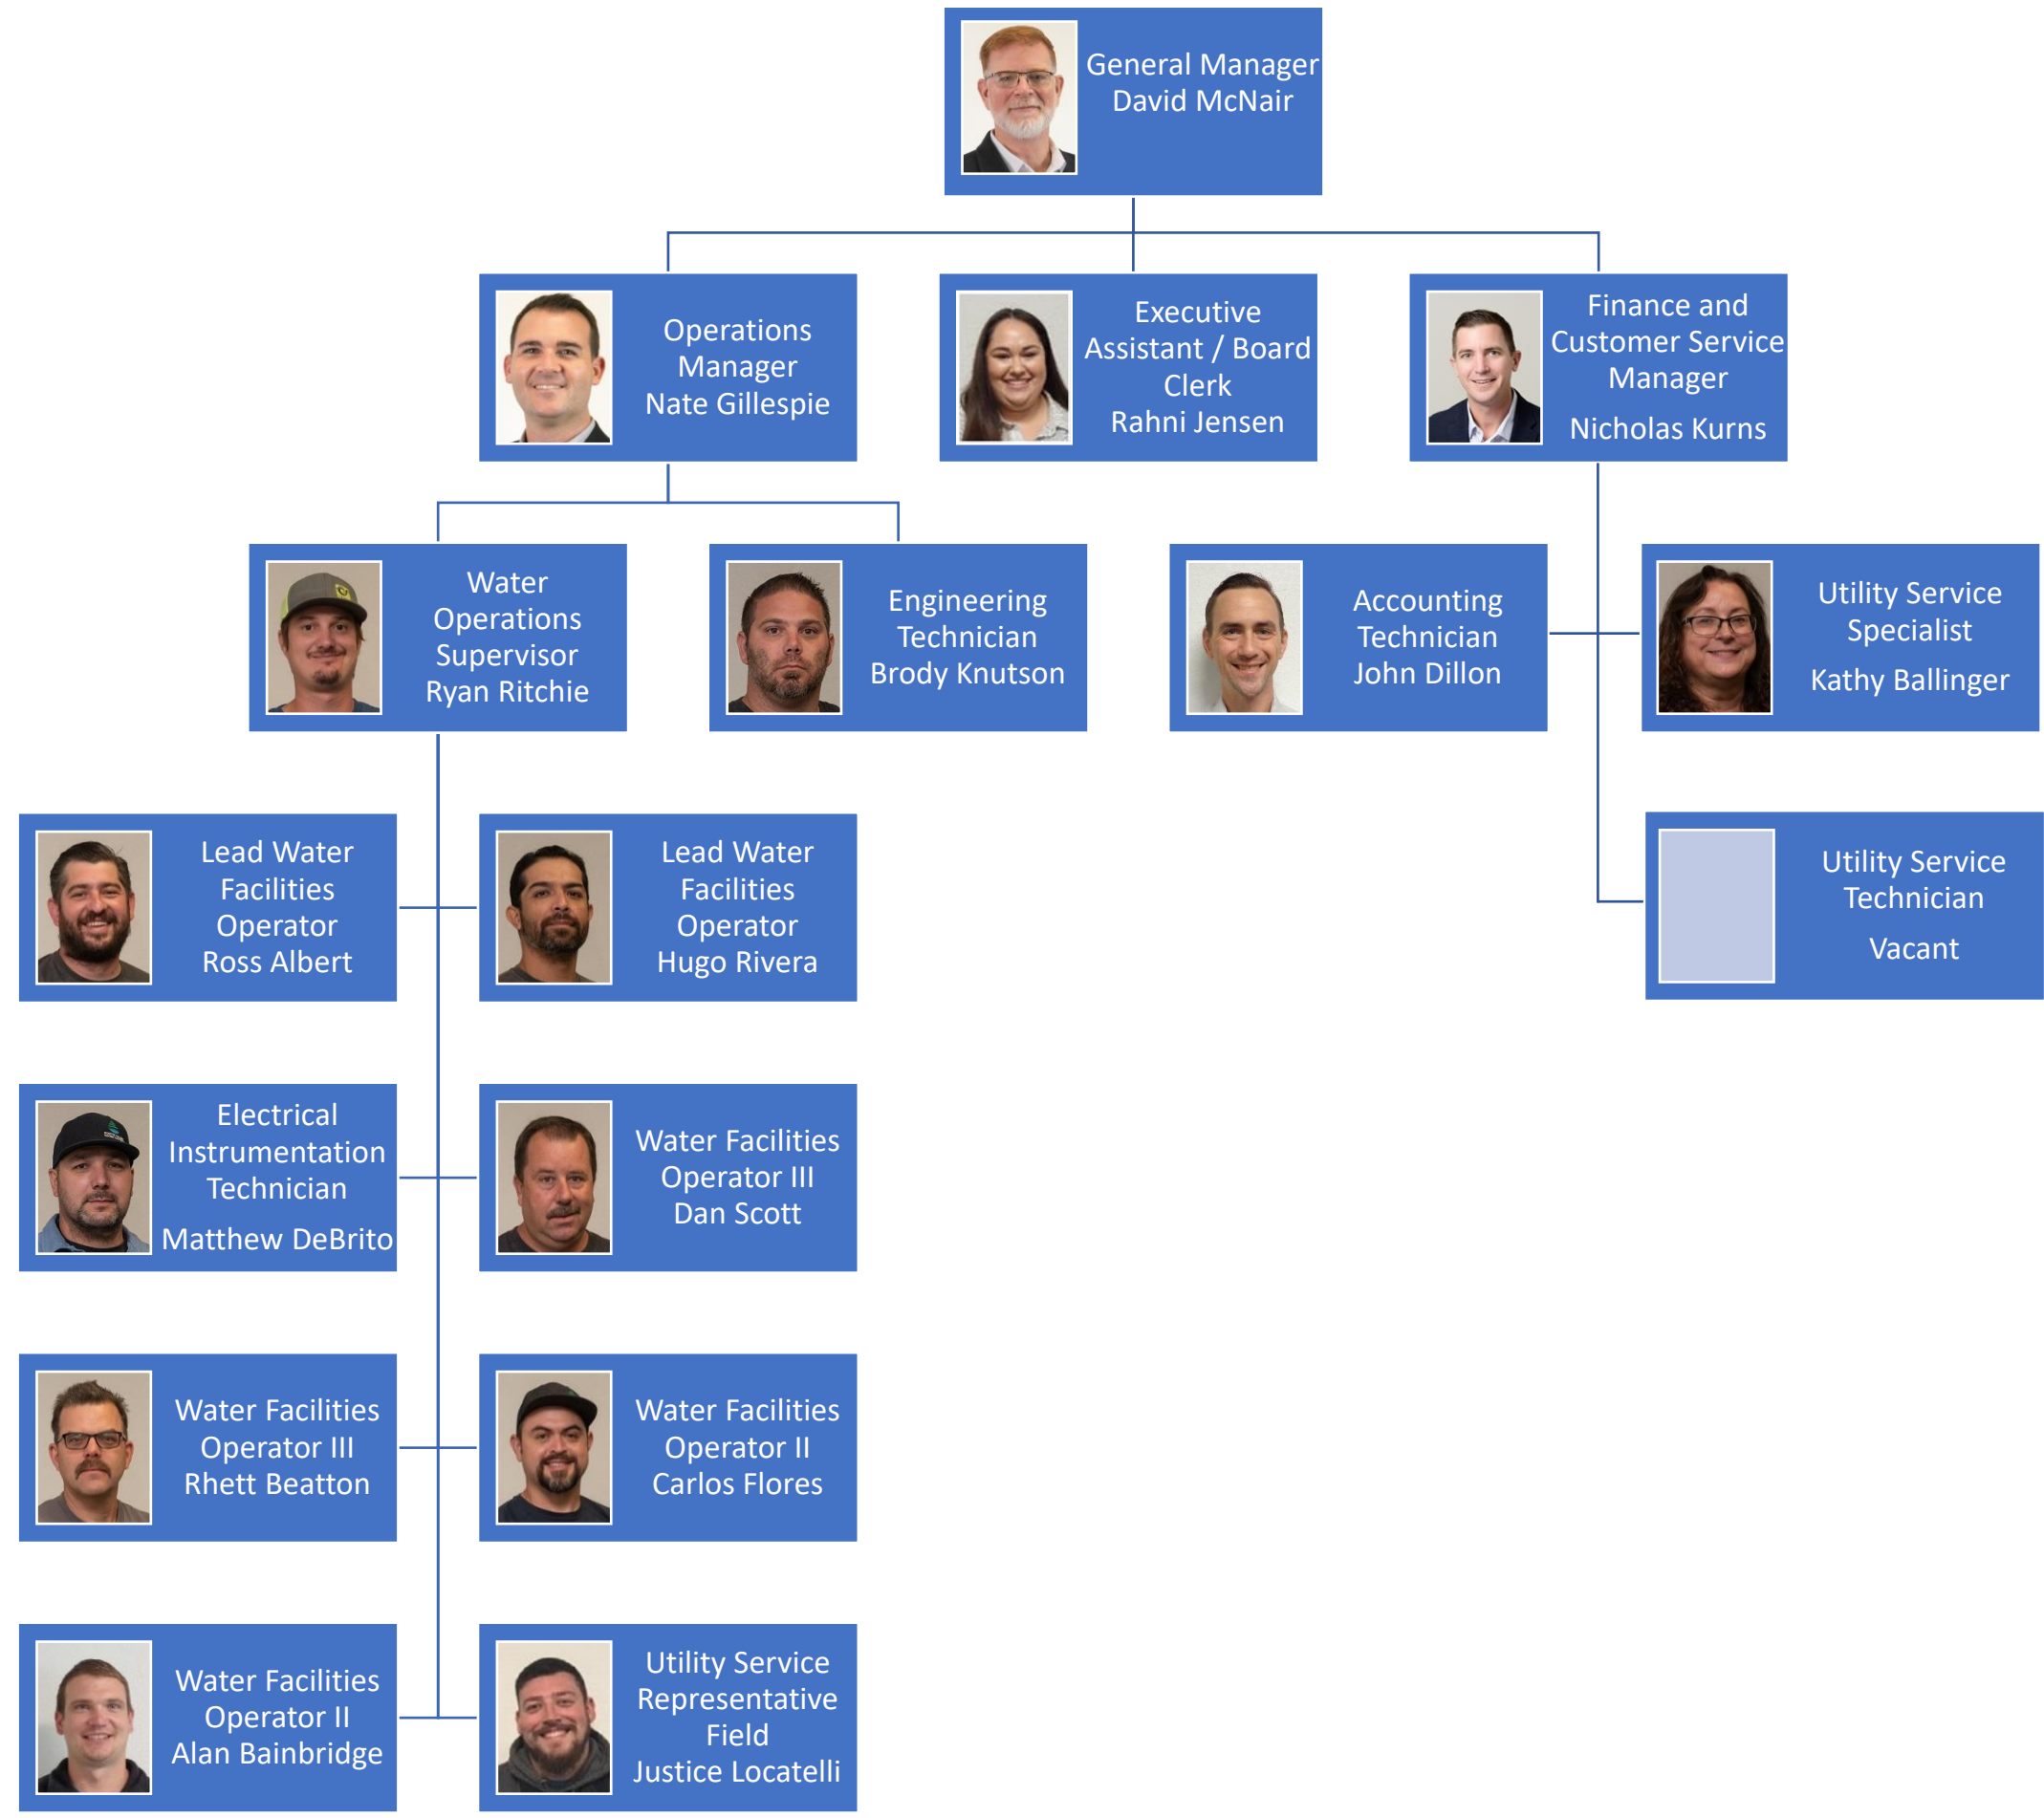 General Manager
David McNair
Operations
Manager
Nate Gillespie
Executive
Assistant / Board
Clerk
Rahni Jensen
Finance and
Customer Service
Manager
Nicholas Kurns
Water
Operations
Supervisor
Ryan Ritchie
Engineering
Technician
Brody Knutson
Accounting
Technician
John Dillon
Utility Service
Specialist
Kathy Ballinger
Lead Water
Facilities
Operator
Ross Albert
Lead Water
Facilities
Operator
Hugo Rivera
Utility Service
Technician
Vacant
Electrical
Instrumentation
Technician
Matthew DeBrito
Water Facilities
Operator III
Dan Scott
Water Facilities
Operator III
Rhett Beatton
Water Facilities
Operator II
Carlos Flores
Water Facilities
Operator II
Alan Bainbridge
Utility Service
Representative
Field
Justice Locatelli